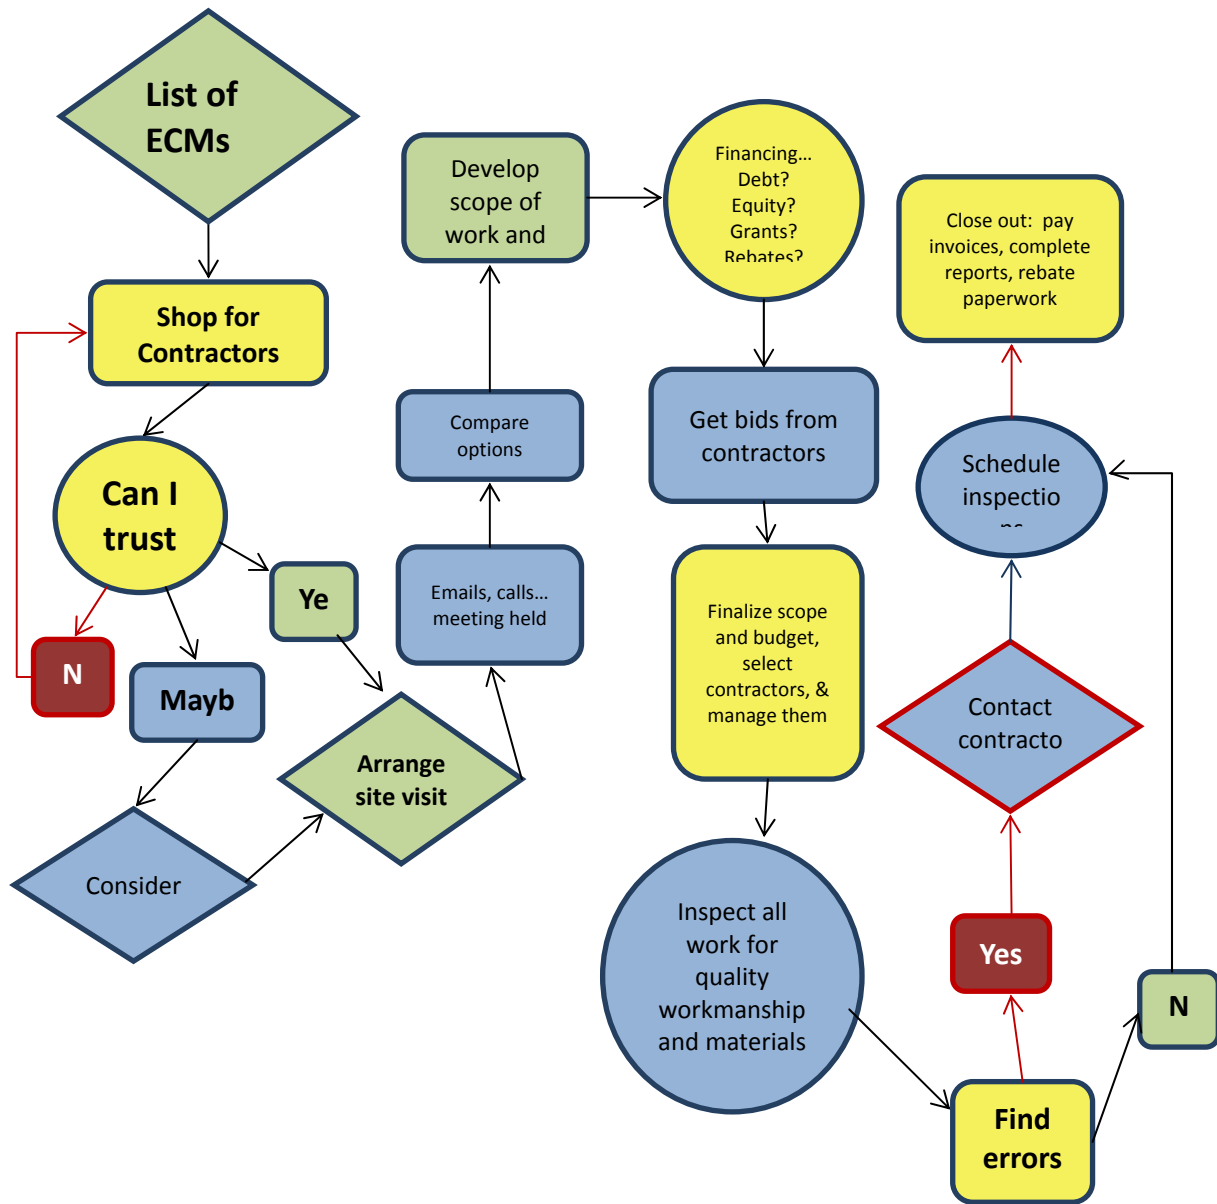 List of
ECMs
Shop for
Contractors
Can I
trust
N
Mayb
Ye
Consider
Arrange
site visit
Emails, calls...
meeting held
Compare
options
Develop
scope of
work and
Financing...
Debt?
Equity?
Grants?
Rebates?
Get bids from
contractors
Finalize scope
and budget,
select
contractors, &
manage them
Inspect all
work for
quality
workmanship
and materials
Find
errors
Yes
N
Contact
contracto
Schedule
inspectio
ns
Close out:  pay
invoices, complete
reports, rebate
paperwork